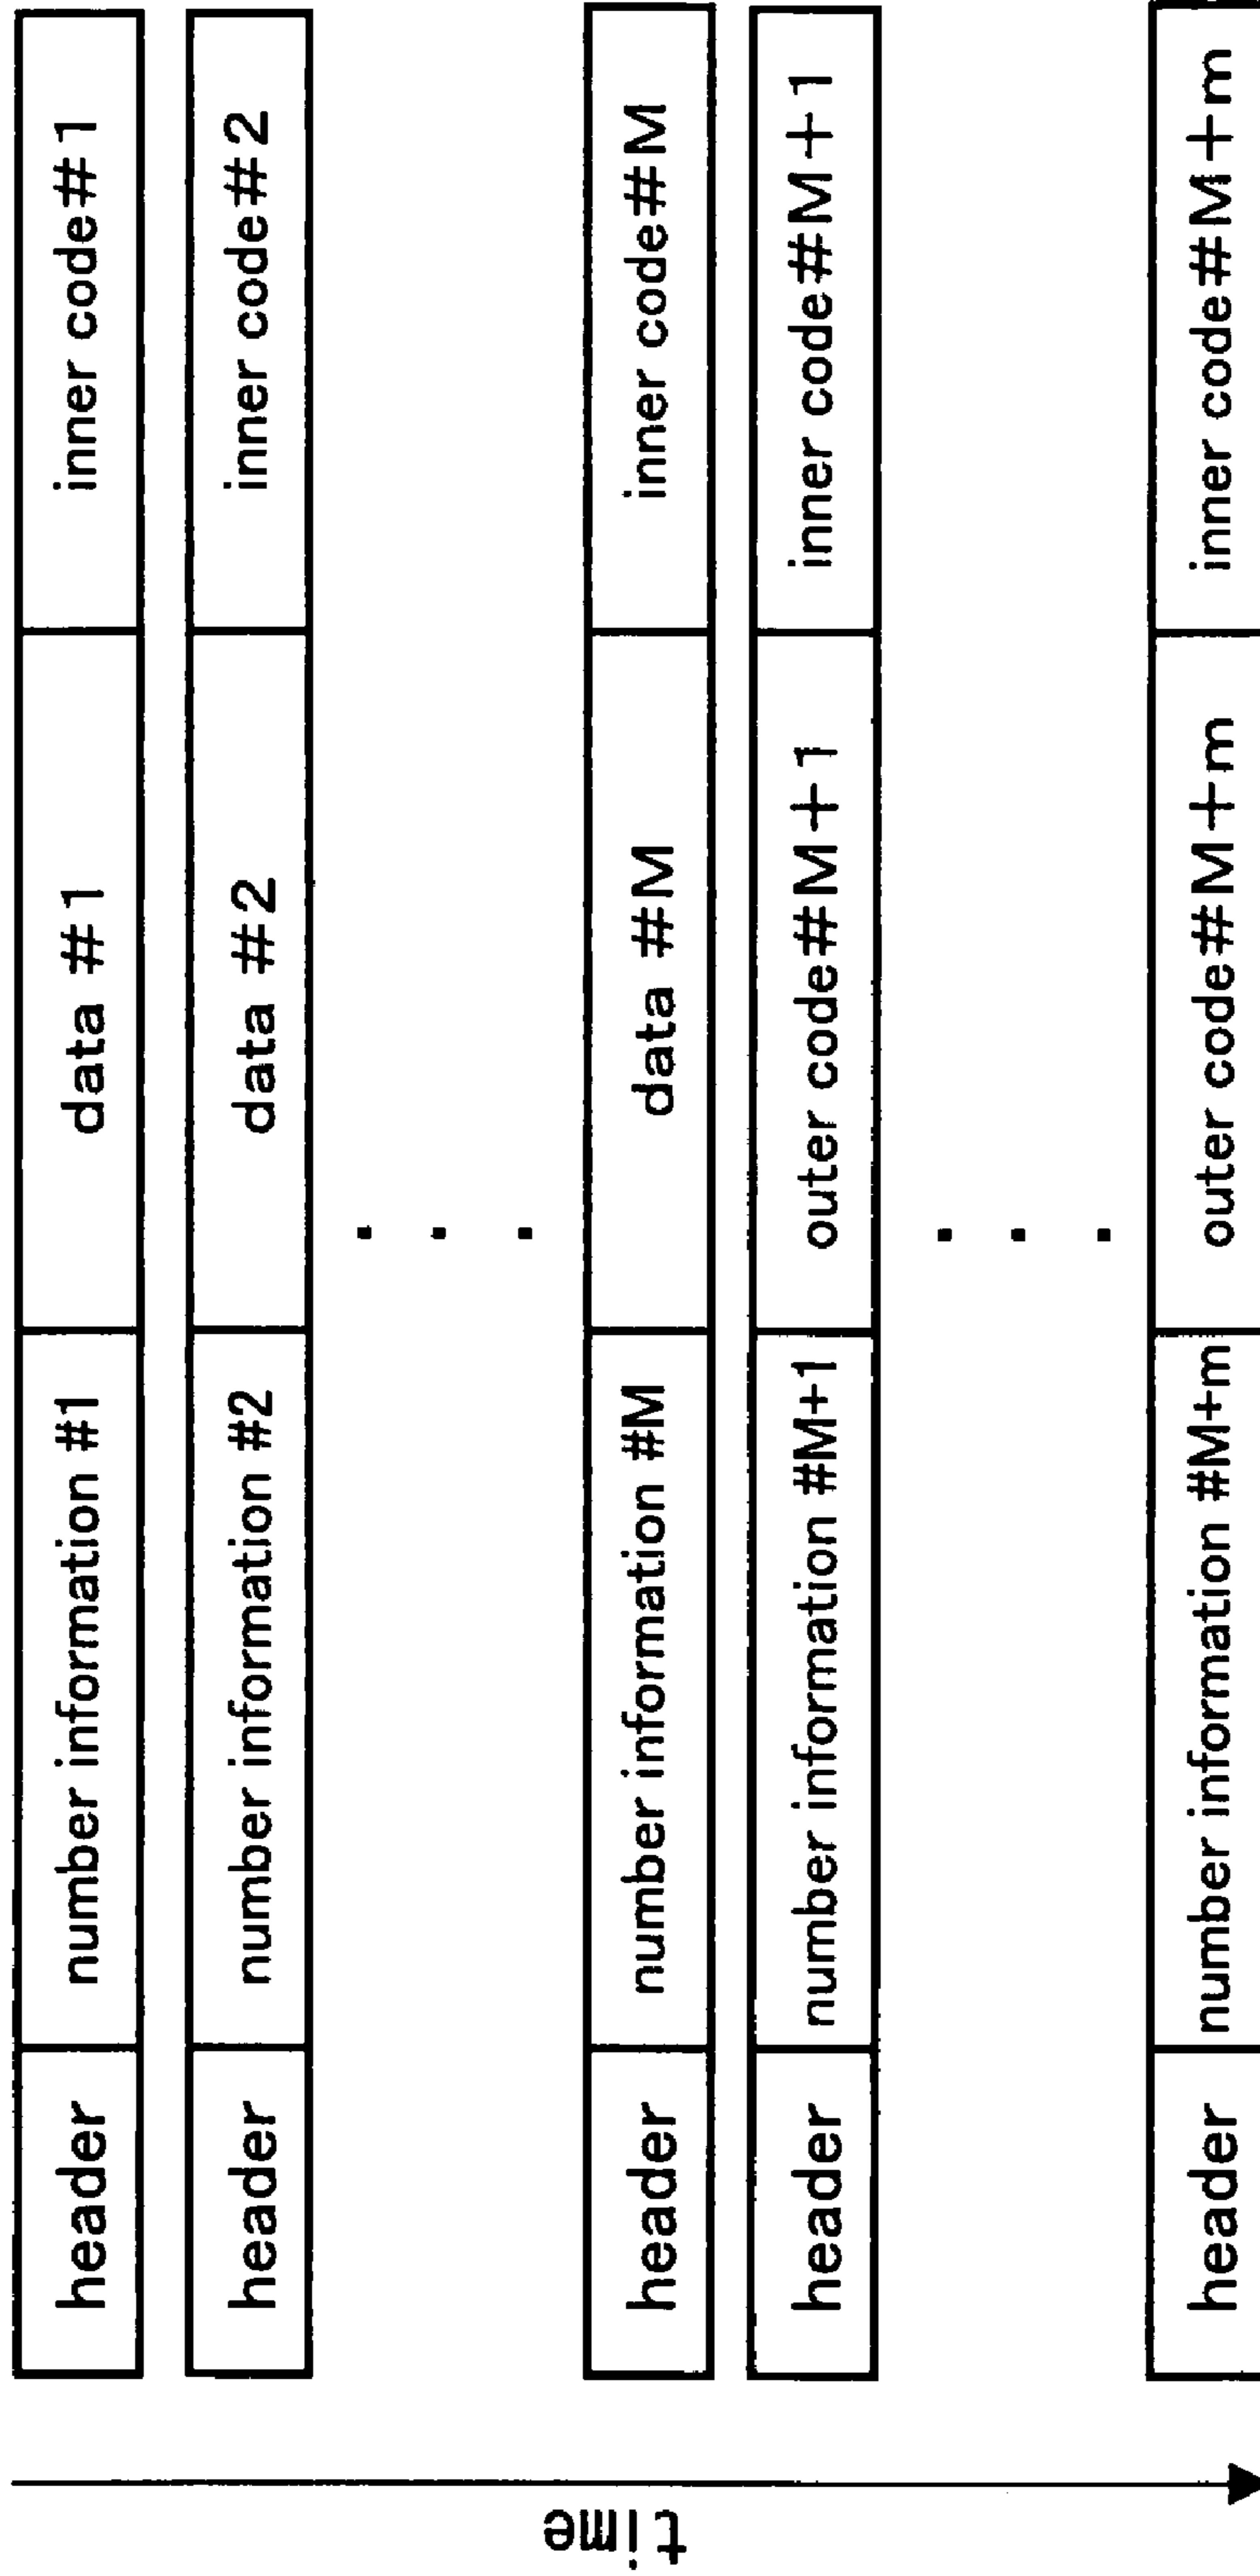 header number information #1 data #1 inner code#1
header number information #2 data #2 inner code#2
. . .
header number information #M data #M inner code#M
header number information #M+1 outer code#M+1 inner code#M+1
. . .
header number information #M+m outer code#M+m inner code#M+m
time